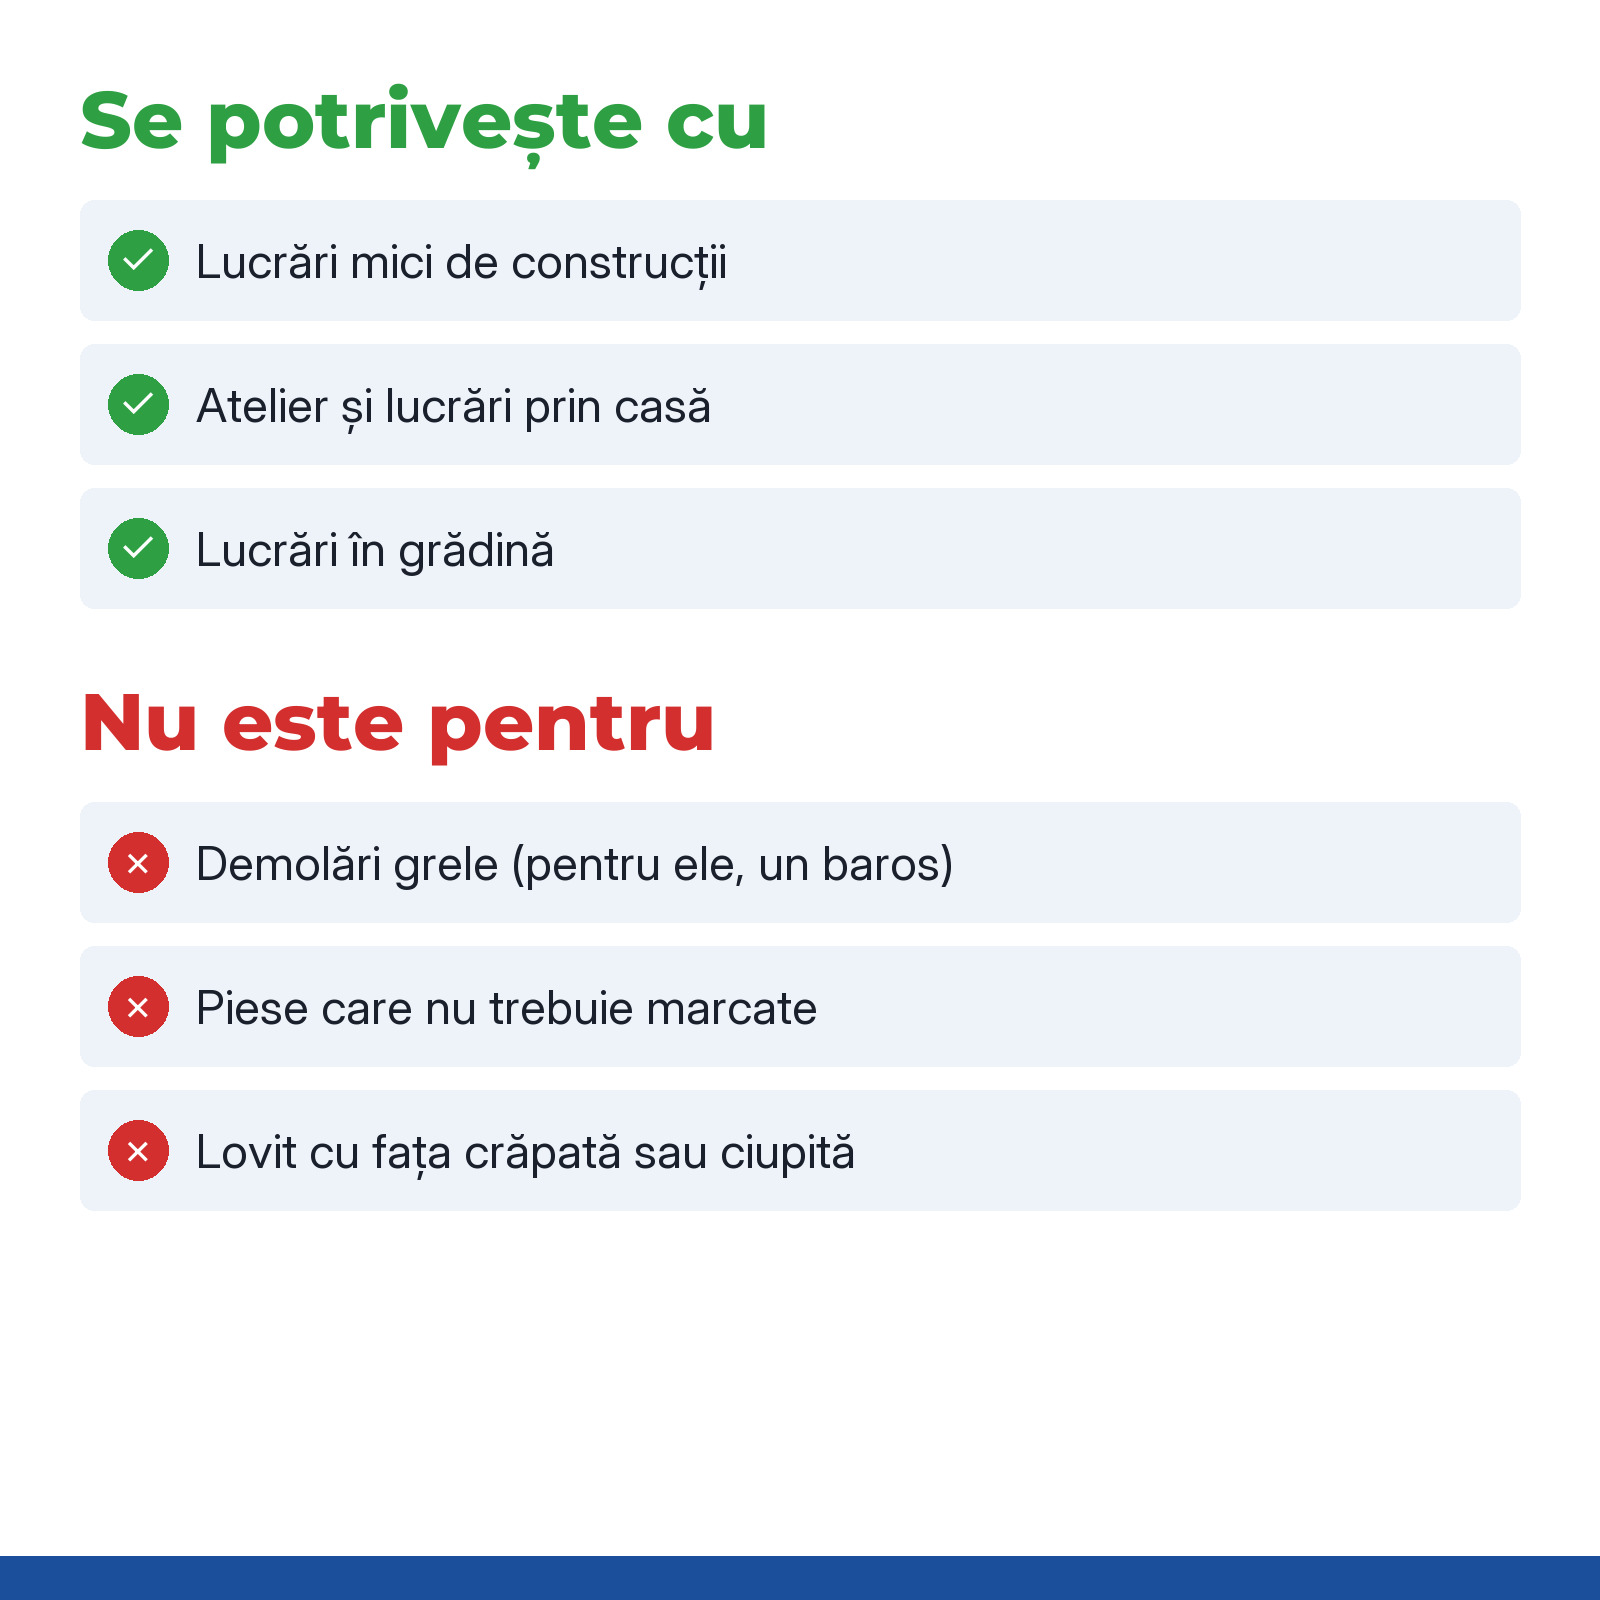 Se potrivește cu
Lucrări mici de construcții
Atelier și lucrări prin casă
Lucrări în grădină
Nu este pentru
Demolări grele (pentru ele, un baros)
Piese care nu trebuie marcate
Lovit cu fața crăpată sau ciupită